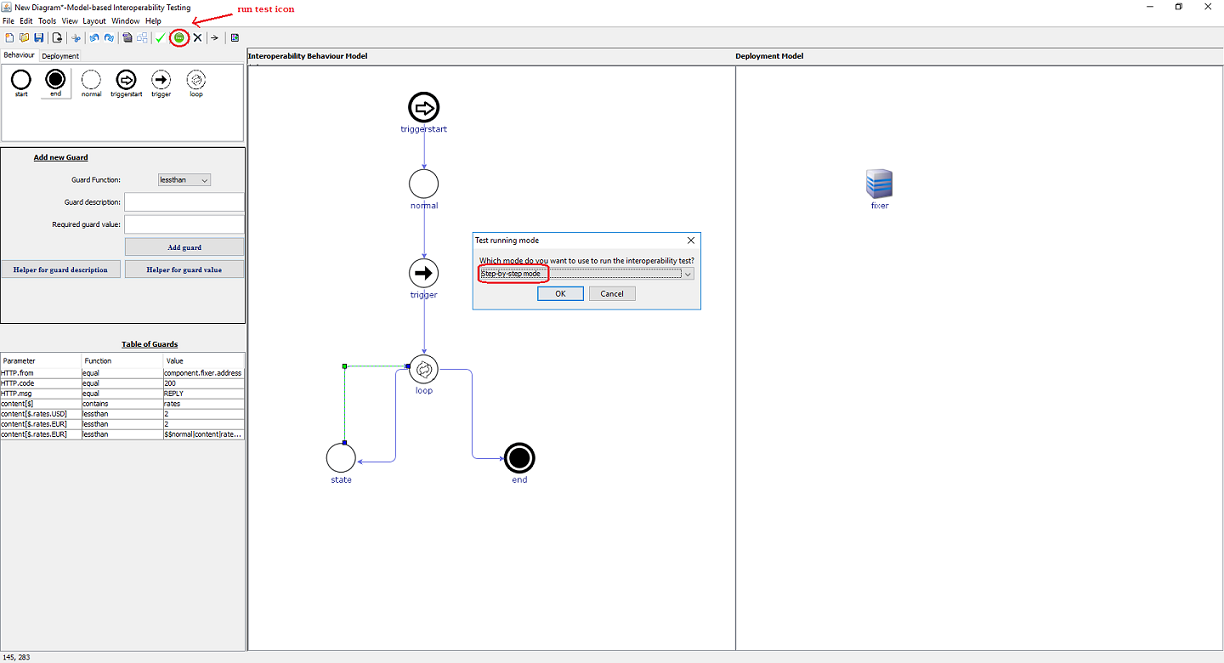 New Diagram*-Model-based Interoperability Testing
run test icon
File Edit Tools View Layout Window Help
Behaviour Deployment
start end normal triggerstart trigger loop
Add new Guard
Guard Function: lessthan
Guard description:
Required guard value:
Add guard
Helper for guard description Helper for guard value
Table of Guards
Parameter Function Value
HTTP.from equal component.fixer.address
HTTP.code equal 200
HTTP.msg equal REPLY
content[$] contains rates
content[$.rates.USD] lessthan 2
content[$.rates.EUR] lessthan 2
content[$.rates.EUR] lessthan $$normal|content|rate...
Interoperability Behaviour Model
triggerstart
normal
trigger
loop
state
end
Test running mode
Which mode do you want to use to run the interoperability test?
Step-by-step mode
OK Cancel
Deployment Model
fixer
145, 283